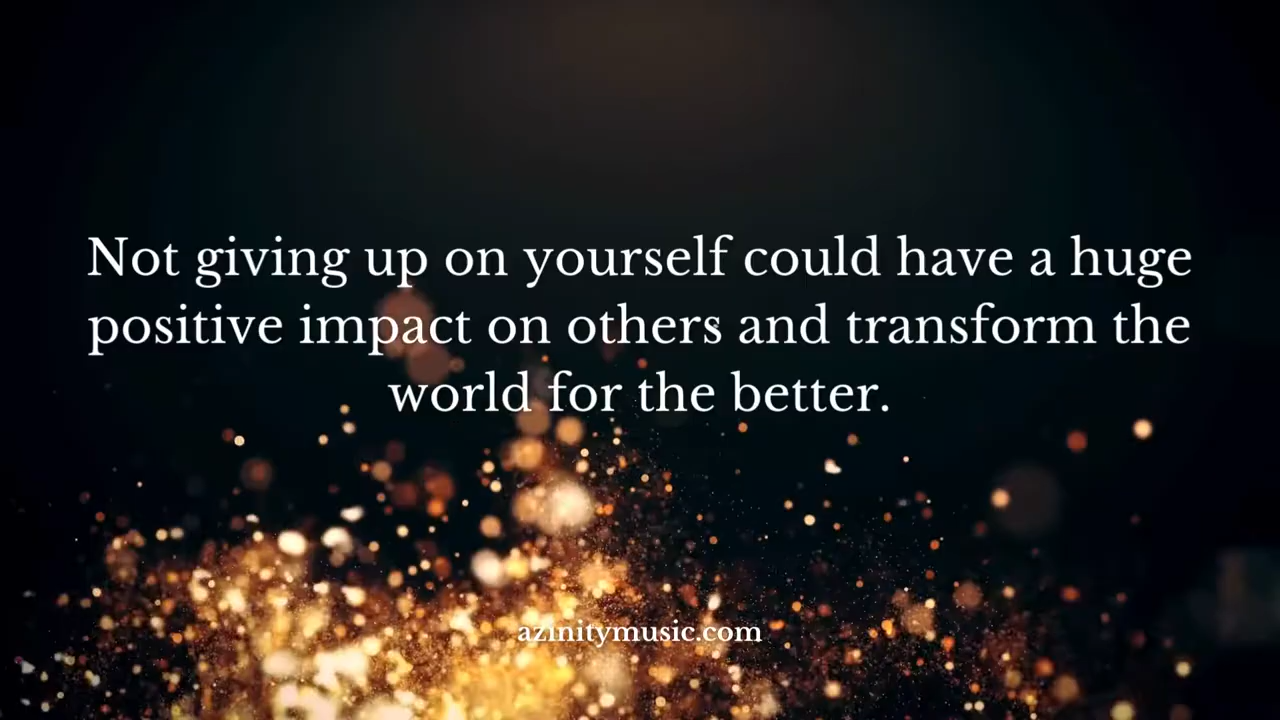 Not giving up on yourself could have a huge
positive impact on others and transform the
world for the better.
azinitymusic.com